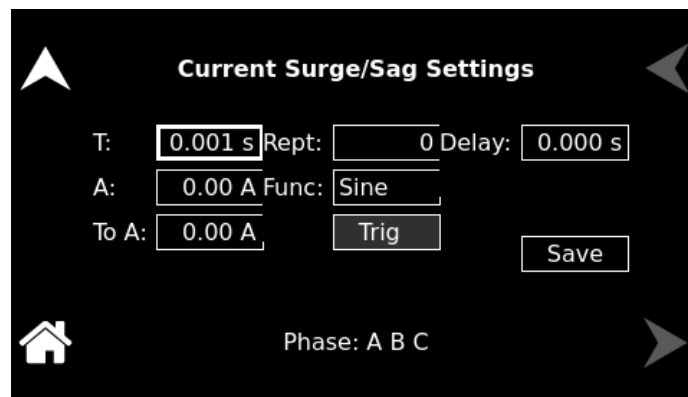 Current Surge/Sag Settings
T: 0.001 s Rept: 0 Delay: 0.000 s
A: 0.00 A Func: Sine
To A: 0.00 A Trig
Save
Phase: A B C